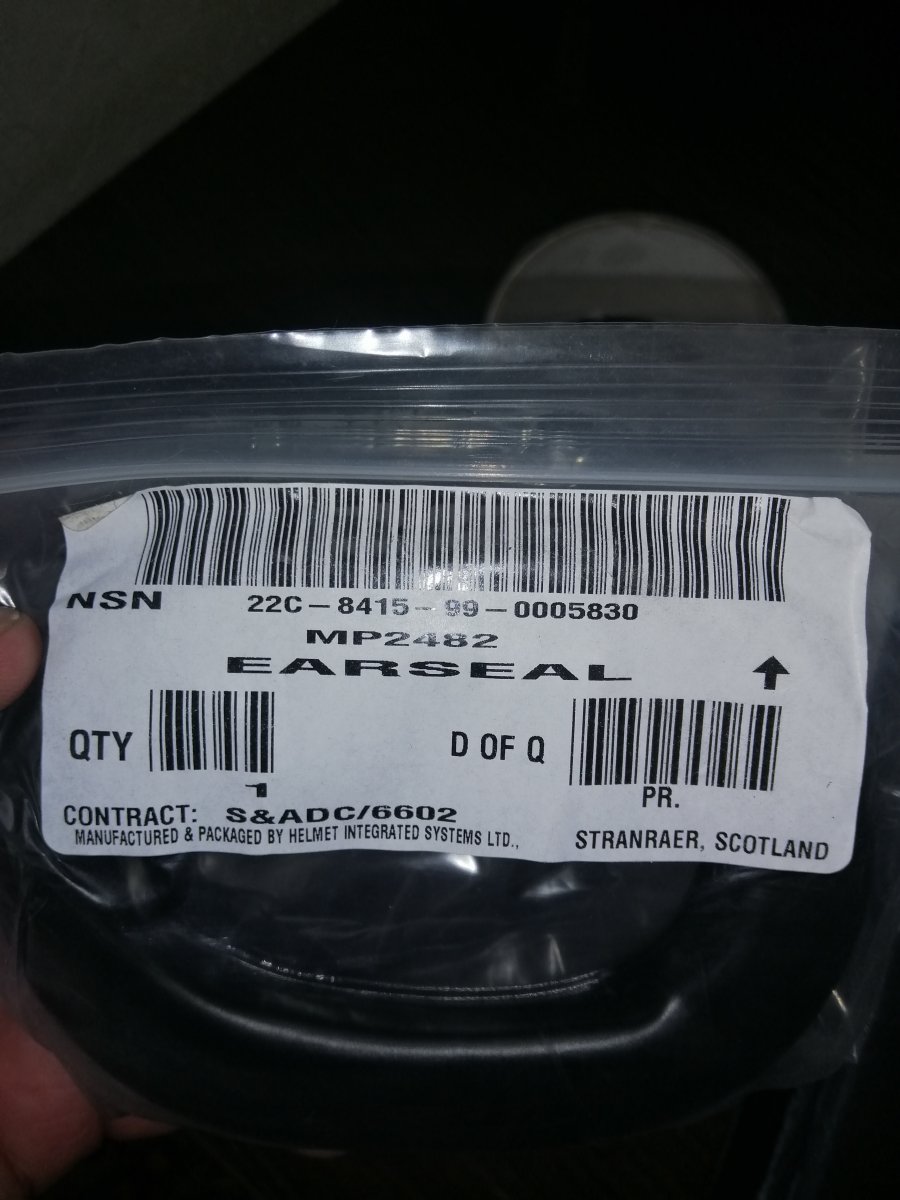 NSN 22C-8415-99-0005830
MP2482
EARSEAL
QTY D OF Q
1 PR.
CONTRACT: S&ADC/6602
MANUFACTURED & PACKAGED BY HELMET INTEGRATED SYSTEMS LTD., STRANRAER, SCOTLAND